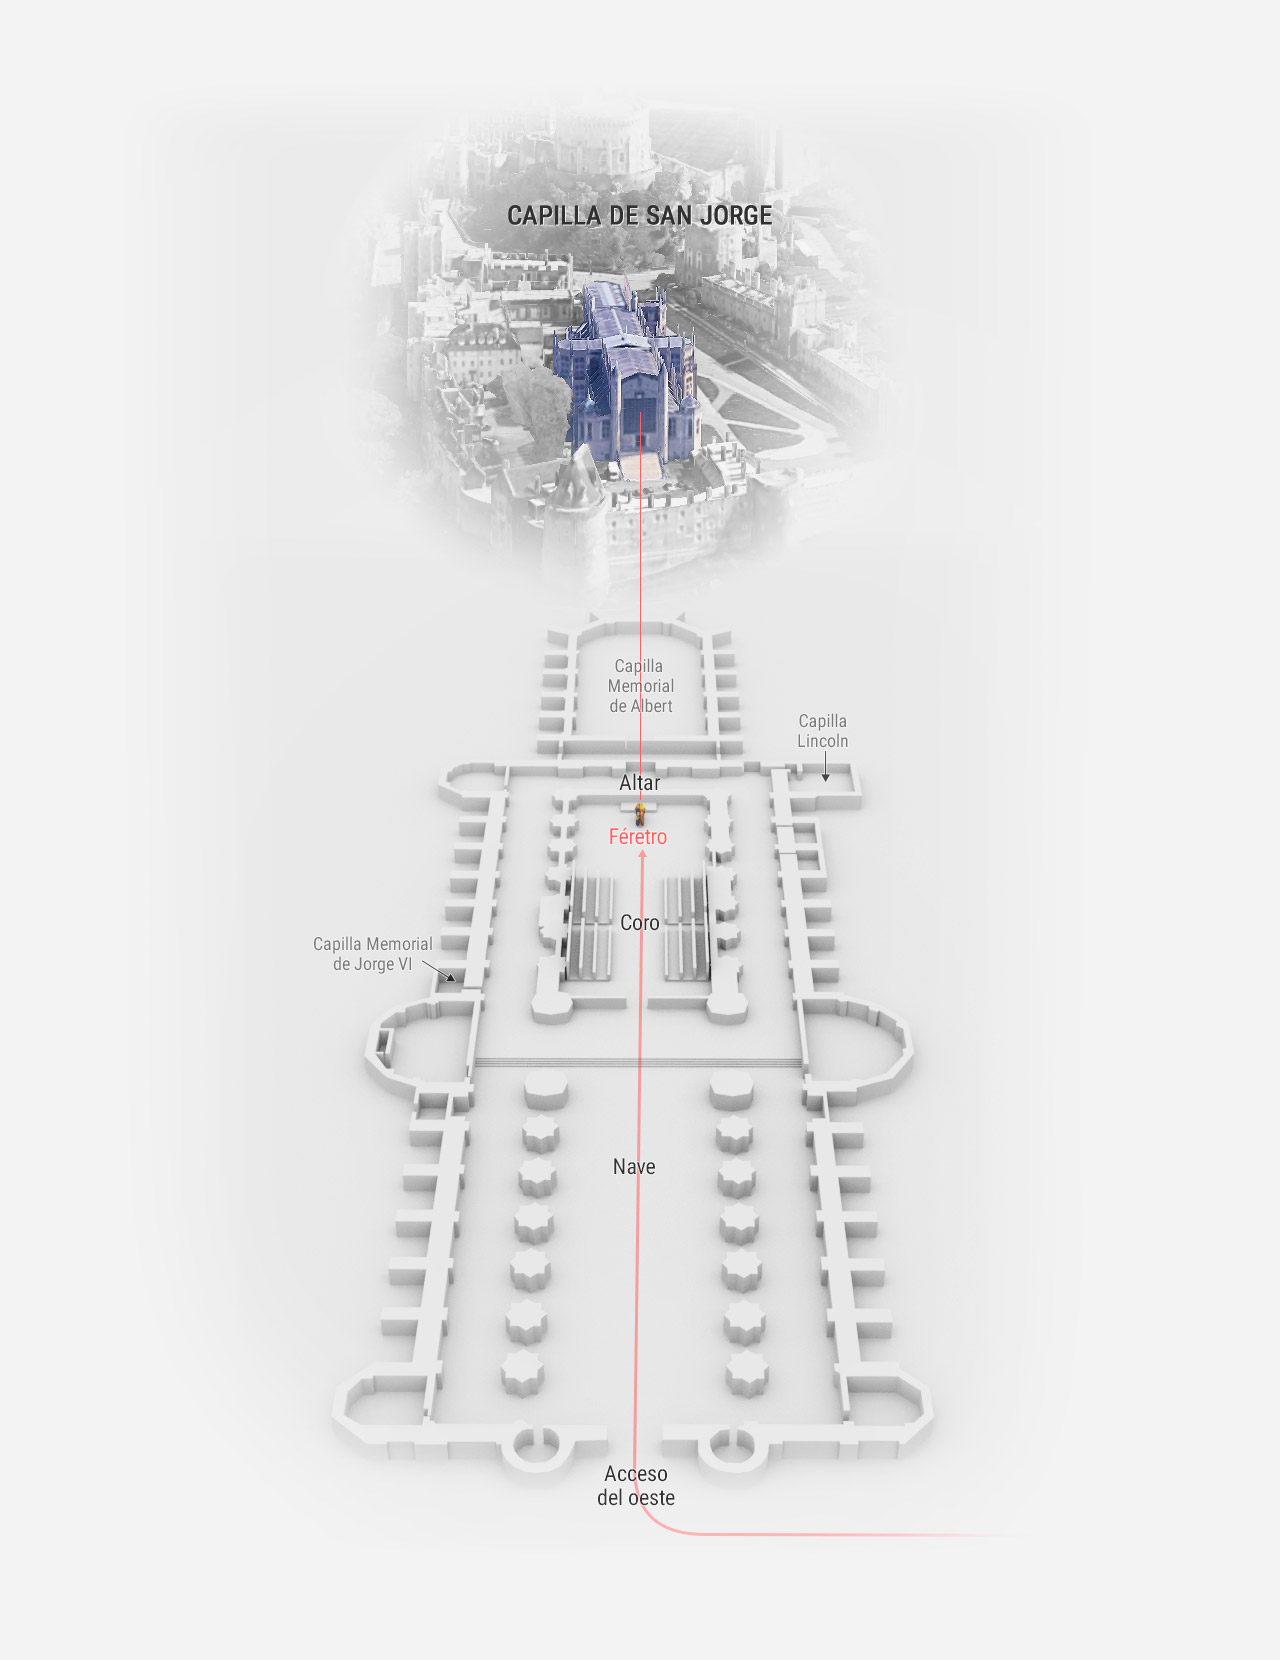 CAPILLA DE SAN JORGE
Capilla
Memorial
de Albert
Capilla
Lincoln
Altar
Féretro
Coro
Capilla Memorial
de Jorge VI
Nave
Acceso
del oeste